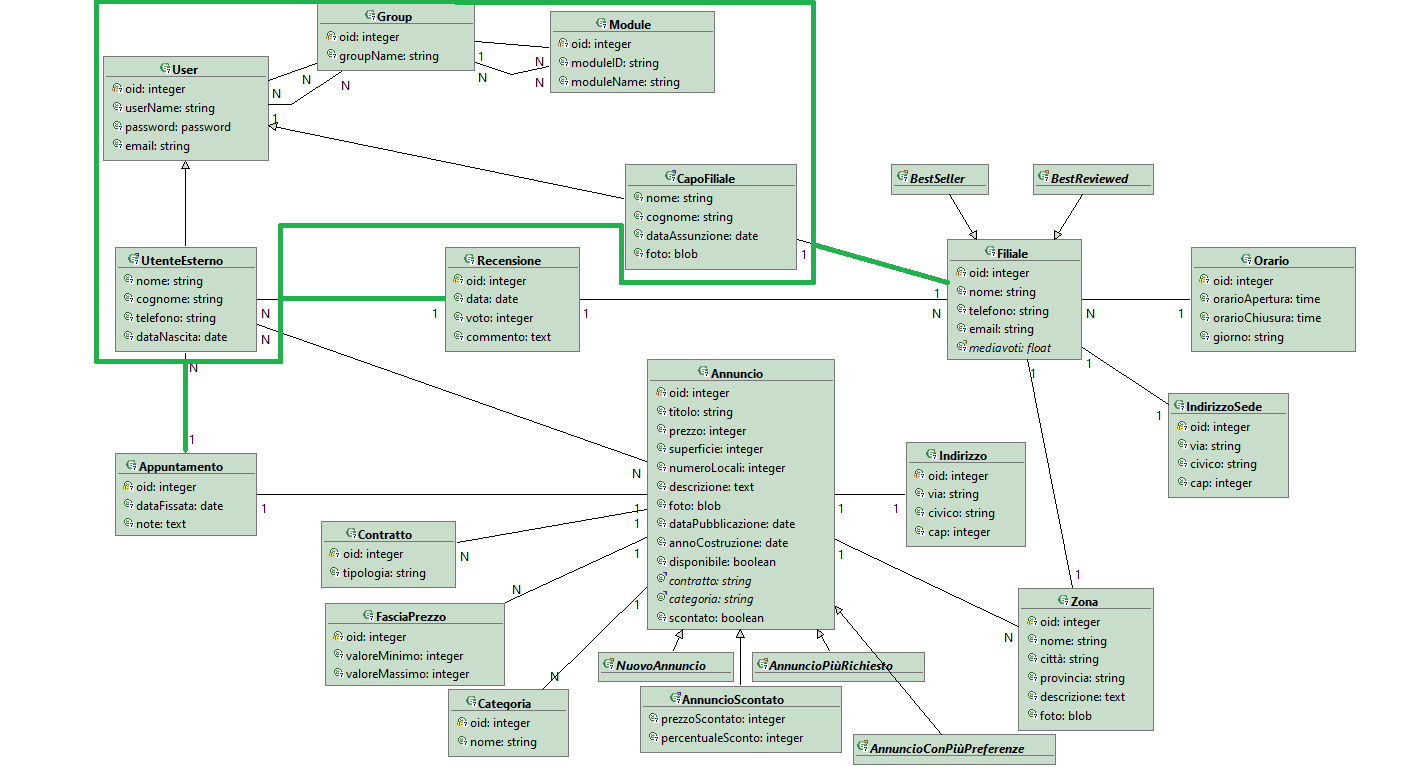 Group
oid: integer
groupName: string
1
N
N
N
Module
oid: integer
moduleID: string
moduleName: string
User
oid: integer
userName: string
password: password
email: string
N
N
N
1
CapoFiliale
nome: string
cognome: string
dataAssunzione: date
foto: blob
1
1
BestSeller
BestReviewed
UtenteEsterno
nome: string
cognome: string
telefono: string
dataNascita: date
N
N
N
1
1
Recensione
oid: integer
data: date
voto: integer
commento: text
1
N
Filiale
oid: integer
nome: string
telefono: string
email: string
mediavoti: float
N
1
1
1
1
1
Orario
oid: integer
orarioApertura: time
orarioChiusura: time
giorno: string
IndirizzoSede
oid: integer
via: string
civico: string
cap: integer
Annuncio
oid: integer
titolo: string
prezzo: integer
superficie: integer
numeroLocali: integer
descrizione: text
foto: blob
dataPubblicazione: date
annoCostruzione: date
disponibile: boolean
contratto: string
categoria: string
scontato: boolean
N
1
1
1
1
1
1
1
N
Indirizzo
oid: integer
via: string
civico: string
cap: integer
Appuntamento
oid: integer
dataFissata: date
note: text
1
Contratto
oid: integer
tipologia: string
N
FasciaPrezzo
oid: integer
valoreMinimo: integer
valoreMassimo: integer
N
Categoria
oid: integer
nome: string
N
NuovoAnnuncio
AnnuncioPiùRichiesto
AnnuncioScontato
prezzoScontato: integer
percentualeSconto: integer
AnnuncioConPiùPreferenze
Zona
oid: integer
nome: string
città: string
provincia: string
descrizione: text
foto: blob